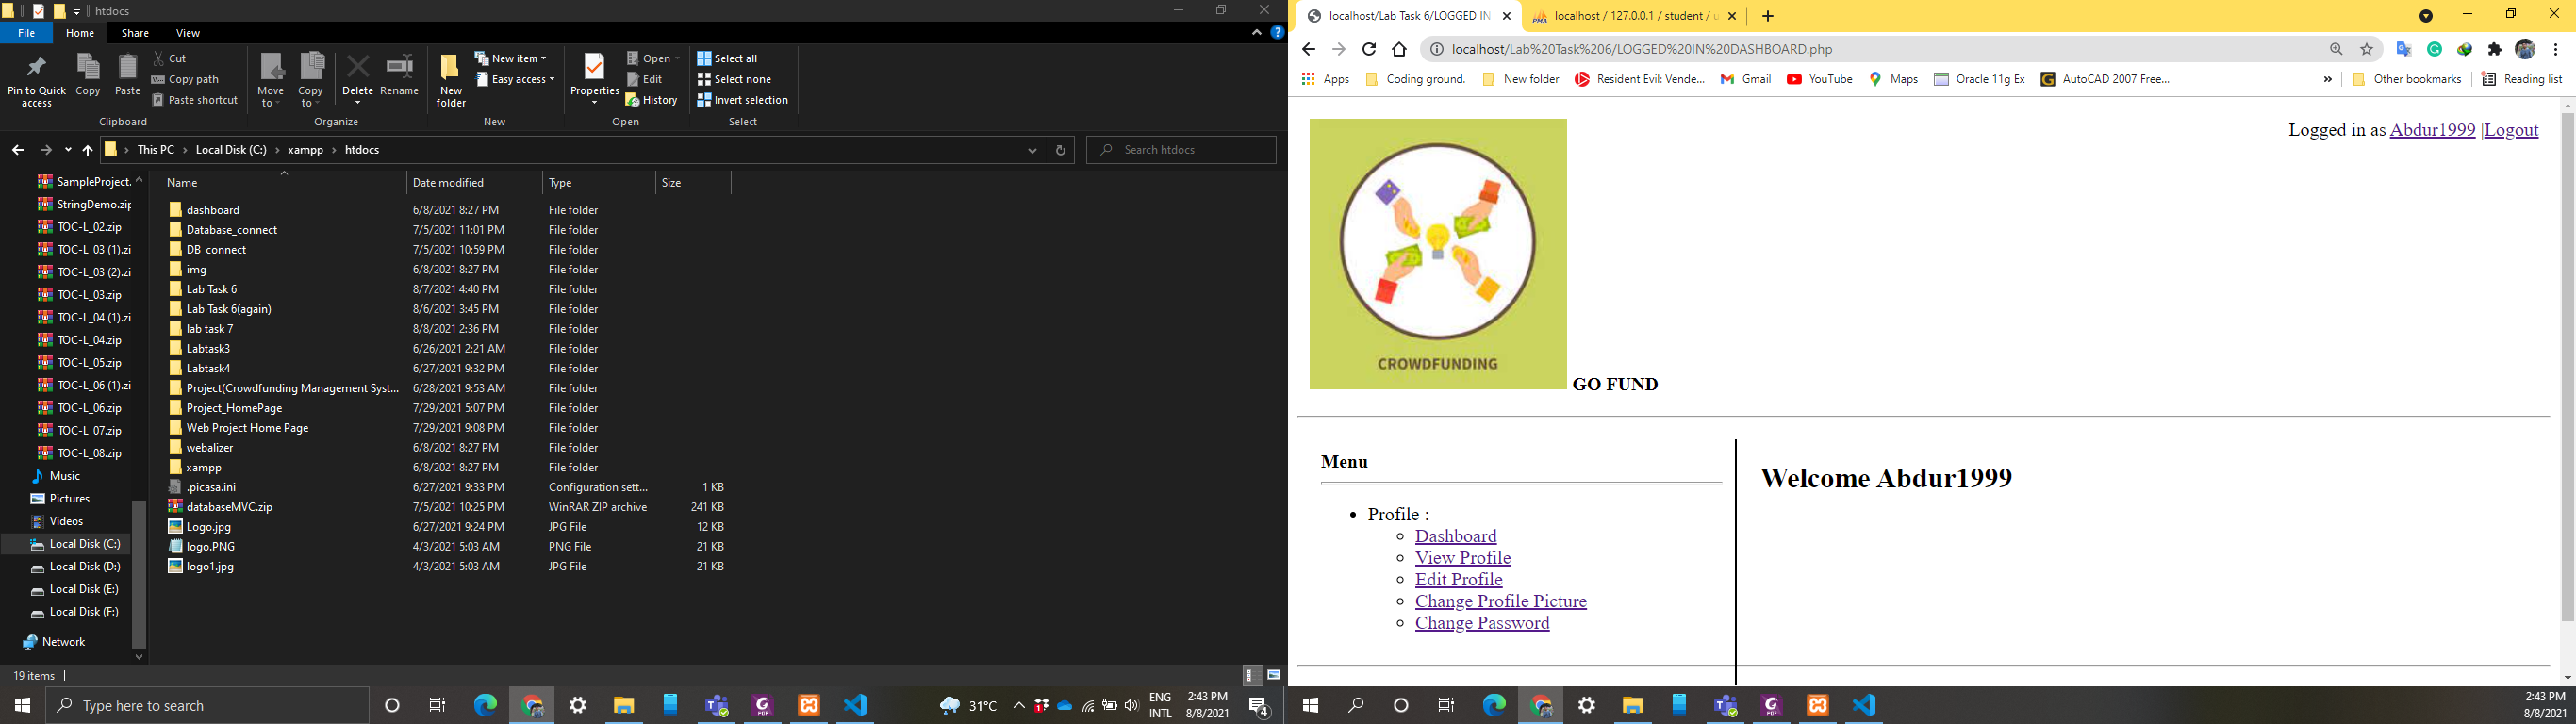 htdocs
File Home Share View
Pin to Quick access
Copy
Paste
Cut
Copy path
Paste shortcut
Clipboard
Move to
Copy to
Delete
Rename
Organize
New folder
New item
Easy access
New
Properties
Open
Edit
History
Open
Select all
Select none
Invert selection
Select
This PC › Local Disk (C:) › xampp › htdocs
Search htdocs
SampleProject.
StringDemo.zip
TOC-L_02.zip
TOC-L_03 (1).zi
TOC-L_03 (2).zi
TOC-L_03.zip
TOC-L_04 (1).zi
TOC-L_04.zip
TOC-L_05.zip
TOC-L_06 (1).zi
TOC-L_06.zip
TOC-L_07.zip
TOC-L_08.zip
Music
Pictures
Videos
Local Disk (C:)
Local Disk (D:)
Local Disk (E:)
Local Disk (F:)
Network
Name Date modified Type Size
dashboard 6/8/2021 8:27 PM File folder
Database_connect 7/5/2021 11:01 PM File folder
DB_connect 7/5/2021 10:59 PM File folder
img 6/8/2021 8:27 PM File folder
Lab Task 6 8/7/2021 4:40 PM File folder
Lab Task 6(again) 8/6/2021 3:45 PM File folder
lab task 7 8/8/2021 2:36 PM File folder
Labtask3 6/26/2021 2:21 AM File folder
Labtask4 6/27/2021 9:32 PM File folder
Project(Crowdfunding Management Syst... 6/28/2021 9:53 AM File folder
Project_HomePage 7/29/2021 5:07 PM File folder
Web Project Home Page 7/29/2021 9:08 PM File folder
webalizer 6/8/2021 8:27 PM File folder
xampp 6/8/2021 8:27 PM File folder
.picasa.ini 6/27/2021 9:33 PM Configuration sett... 1 KB
databaseMVC.zip 7/5/2021 10:25 PM WinRAR ZIP archive 241 KB
Logo.jpg 6/27/2021 9:24 PM JPG File 12 KB
logo.PNG 4/3/2021 5:03 AM PNG File 21 KB
logo1.jpg 4/3/2021 5:03 AM JPG File 21 KB
19 items
Type here to search
31°C
ENG
INTL
2:43 PM
8/8/2021
4
localhost/Lab Task 6/LOGGED IN
localhost / 127.0.0.1 / student / u
localhost/Lab%20Task%206/LOGGED%20IN%20DASHBOARD.php
Apps Coding ground. New folder Resident Evil: Vende... Gmail YouTube Maps Oracle 11g Ex AutoCAD 2007 Free... » Other bookmarks Reading list
Logged in as Abdur1999 |Logout
CROWDFUNDING
GO FUND
Menu
Profile :
Dashboard
View Profile
Edit Profile
Change Profile Picture
Change Password
Welcome Abdur1999
2:43 PM
8/8/2021